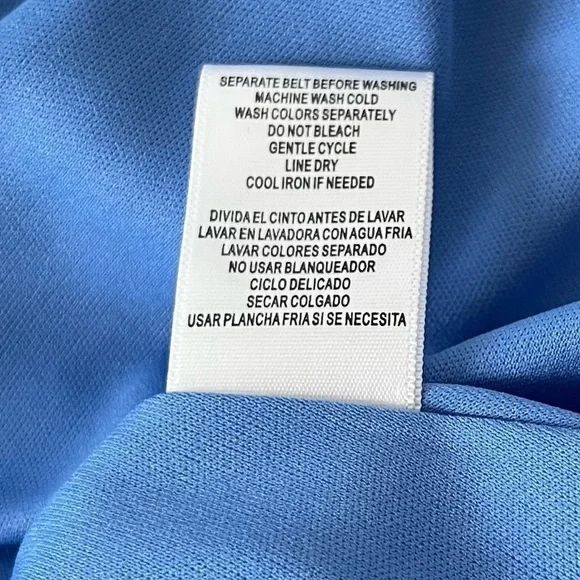 SEPARATE BELT BEFORE WASHING
MACHINE WASH COLD
WASH COLORS SEPARATELY
DO NOT BLEACH
GENTLE CYCLE
LINE DRY
COOL IRON IF NEEDED
DIVIDA EL CINTO ANTES DE LAVAR
LAVAR EN LAVADORA CON AGUA FRIA
LAVAR COLORES SEPARADO
NO USAR BLANQUEADOR
CICLO DELICADO
SECAR COLGADO
USAR PLANCHA FRIA SI SE NECESITA